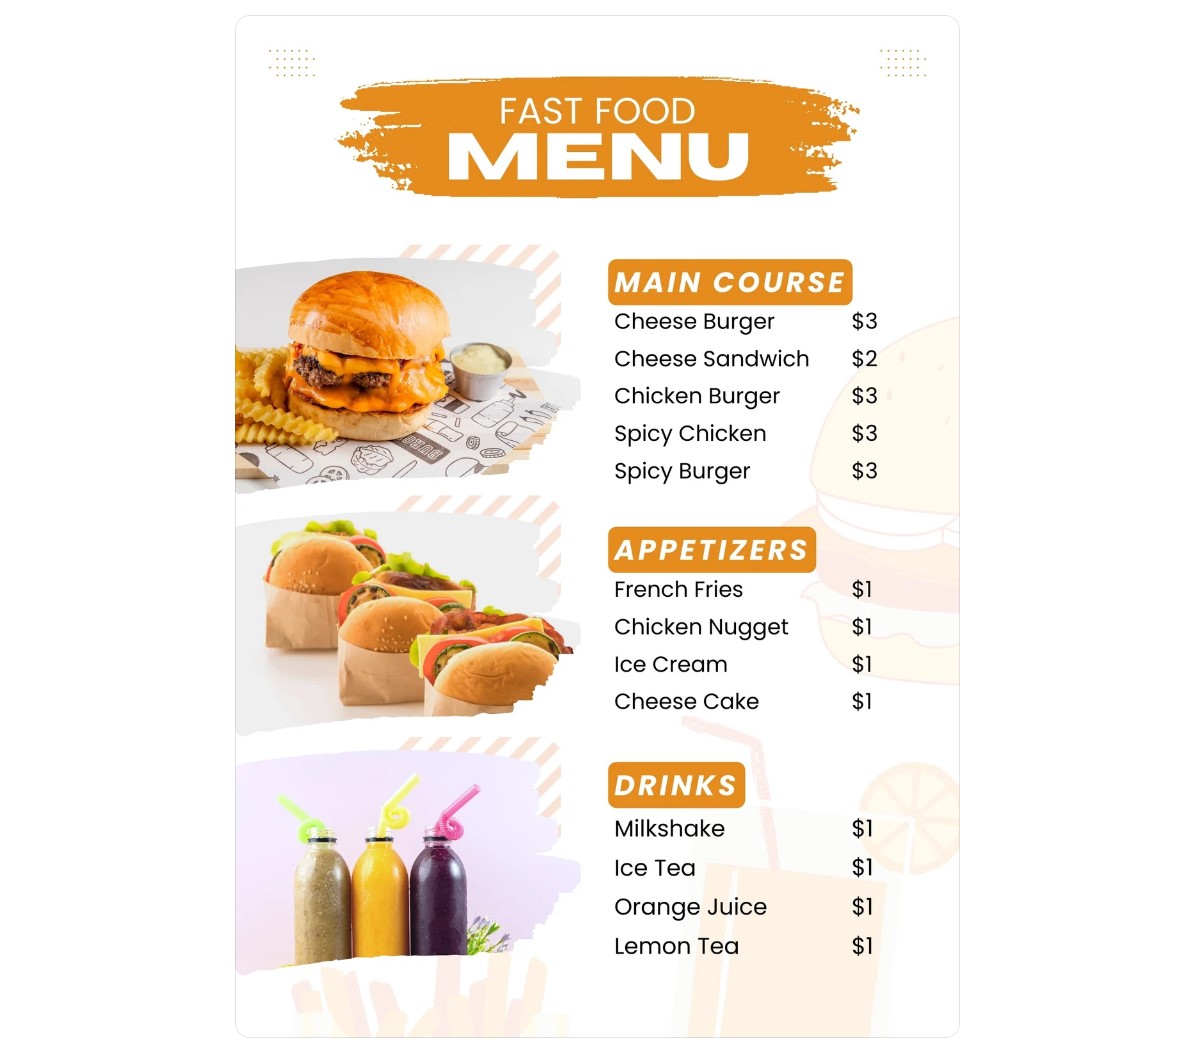 FAST FOOD
MENU
MAIN COURSE
Cheese Burger $3
Cheese Sandwich $2
Chicken Burger $3
Spicy Chicken $3
Spicy Burger $3
APPETIZERS
French Fries $1
Chicken Nugget $1
Ice Cream $1
Cheese Cake $1
DRINKS
Milkshake $1
Ice Tea $1
Orange Juice $1
Lemon Tea $1